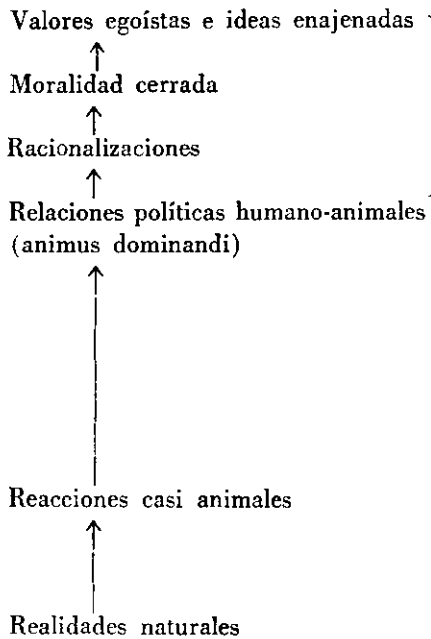 Valores egoístas e ideas enajenadas
Moralidad cerrada
Racionalizaciones
Relaciones políticas humano-animales
(animus dominandi)
Reacciones casi animales
Realidades naturales